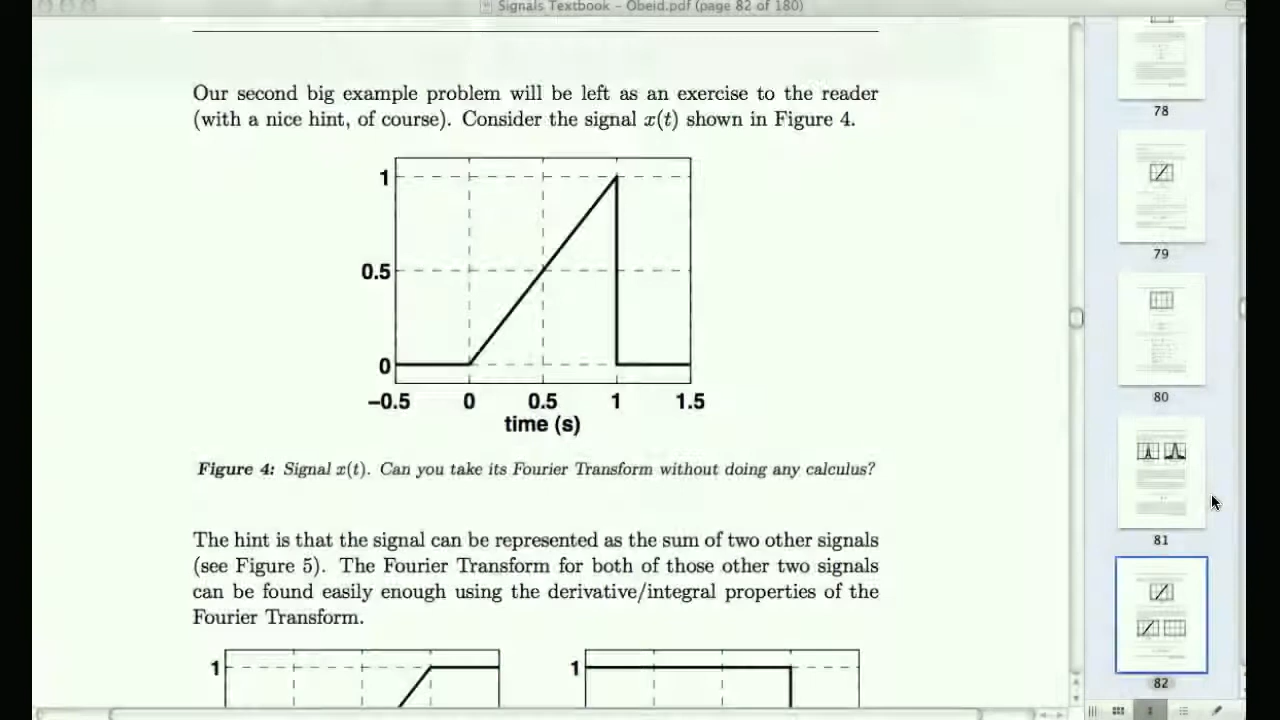 Signals Textbook – Obeid.pdf (page 82 of 180)
Our second big example problem will be left as an exercise to the reader
(with a nice hint, of course). Consider the signal x(t) shown in Figure 4.
1
0.5
0
−0.5 0 0.5 1 1.5
time (s)
Figure 4: Signal x(t). Can you take its Fourier Transform without doing any calculus?
The hint is that the signal can be represented as the sum of two other signals
(see Figure 5). The Fourier Transform for both of those other two signals
can be found easily enough using the derivative/integral properties of the
Fourier Transform.
1 1
78
79
80
81
82